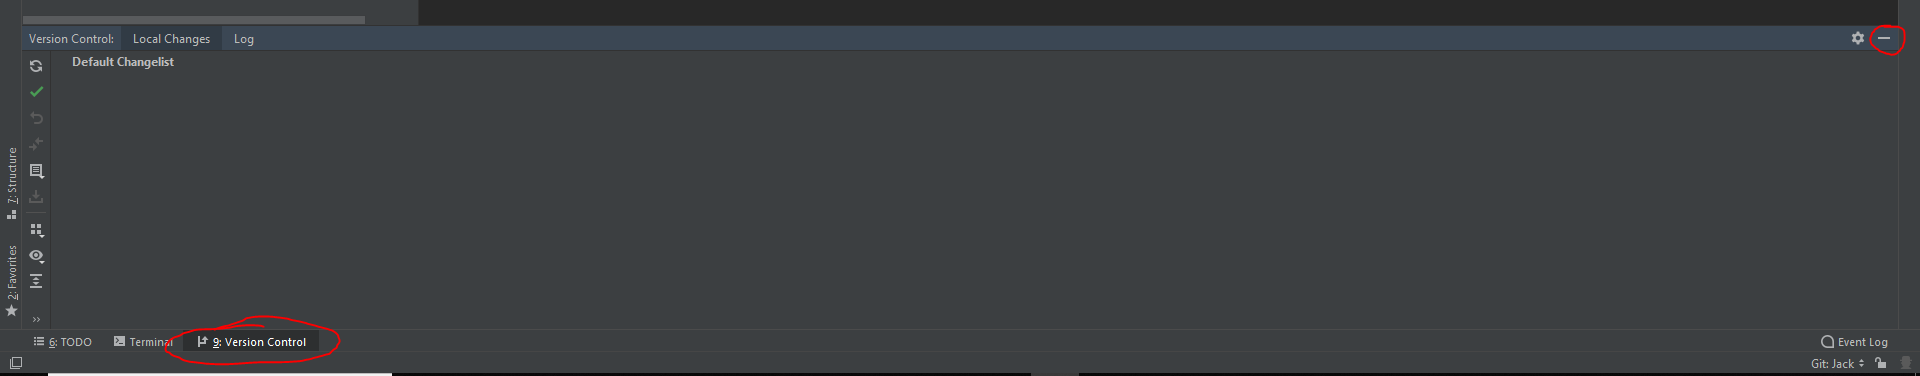 Version Control: Local Changes Log
Default Changelist
7: Structure
2: Favorites
6: TODO Terminal 9: Version Control Event Log
Git: Jack